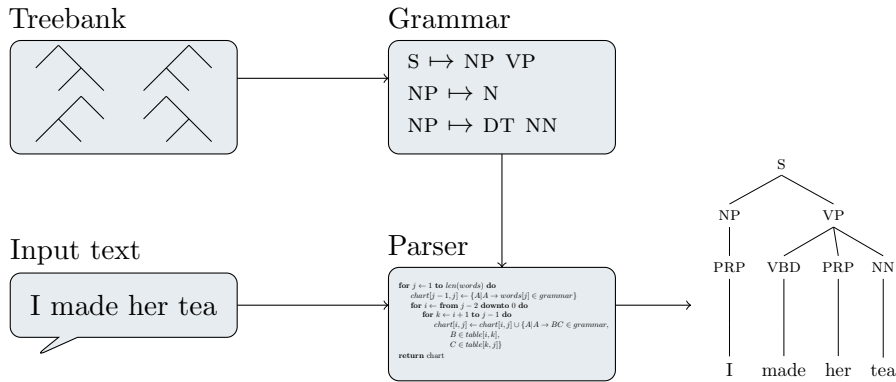 Treebank
Grammar
S ↦ NP VP
NP ↦ N
NP ↦ DT NN
Input text
I made her tea
Parser
for j ← 1 to len(words) do
chart[j − 1, j] ← {A|A → words[j] ∈ grammar}
for i ← from j − 2 downto 0 do
for k ← i + 1 to j − 1 do
chart[i, j] ← chart[i, j] ∪ {A|A → BC ∈ grammar,
B ∈ table[i, k],
C ∈ table[k, j]}
return chart
S
NP VP
PRP VBD PRP NN
I made her tea